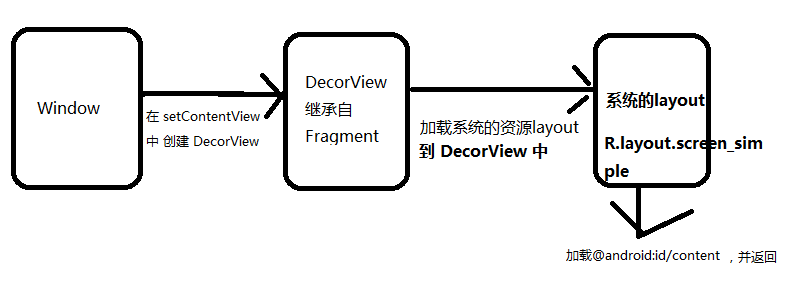 Window
在 setContentView
中 创建 DecorView
DecorView
继承自
Fragment
加载系统的资源layout
到 DecorView 中
系统的layout
R.layout.screen_sim
ple
加载@android:id/content ，并返回